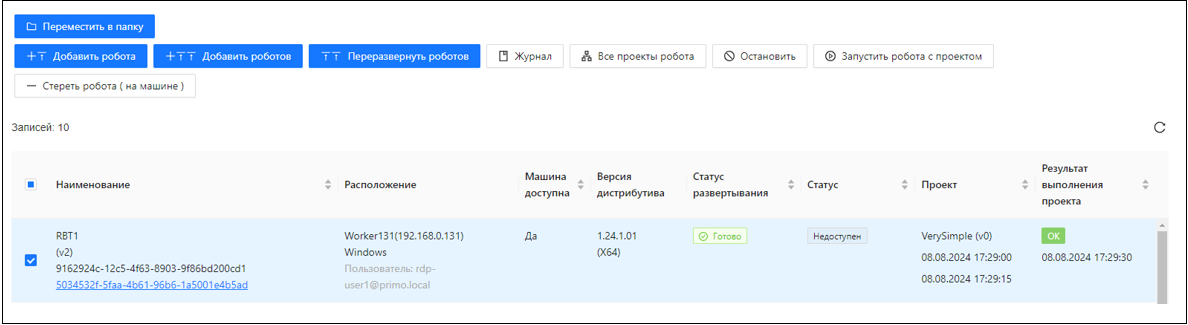 Переместить в папку
Добавить робота Добавить роботов Переразвернуть роботов Журнал Все проекты робота Остановить Запустить робота с проектом
Стереть робота ( на машине )
Записей: 10
Наименование Расположение Машина доступна Версия дистрибутива Статус развертывания Статус Проект Результат выполнения проекта
RBT1 Worker131(192.168.0.131) Да 1.24.1.01 Готово Недоступен VerySimple (v0) OK
(v2) Windows (X64) 08.08.2024 17:29:00 08.08.2024 17:29:30
9162924c-12c5-4f63-8903-9f86bd200cd1 Пользователь: rdp- 08.08.2024 17:29:15
5034532f-5faa-4b61-96b6-1a5001e4b5ad user1@primo.local